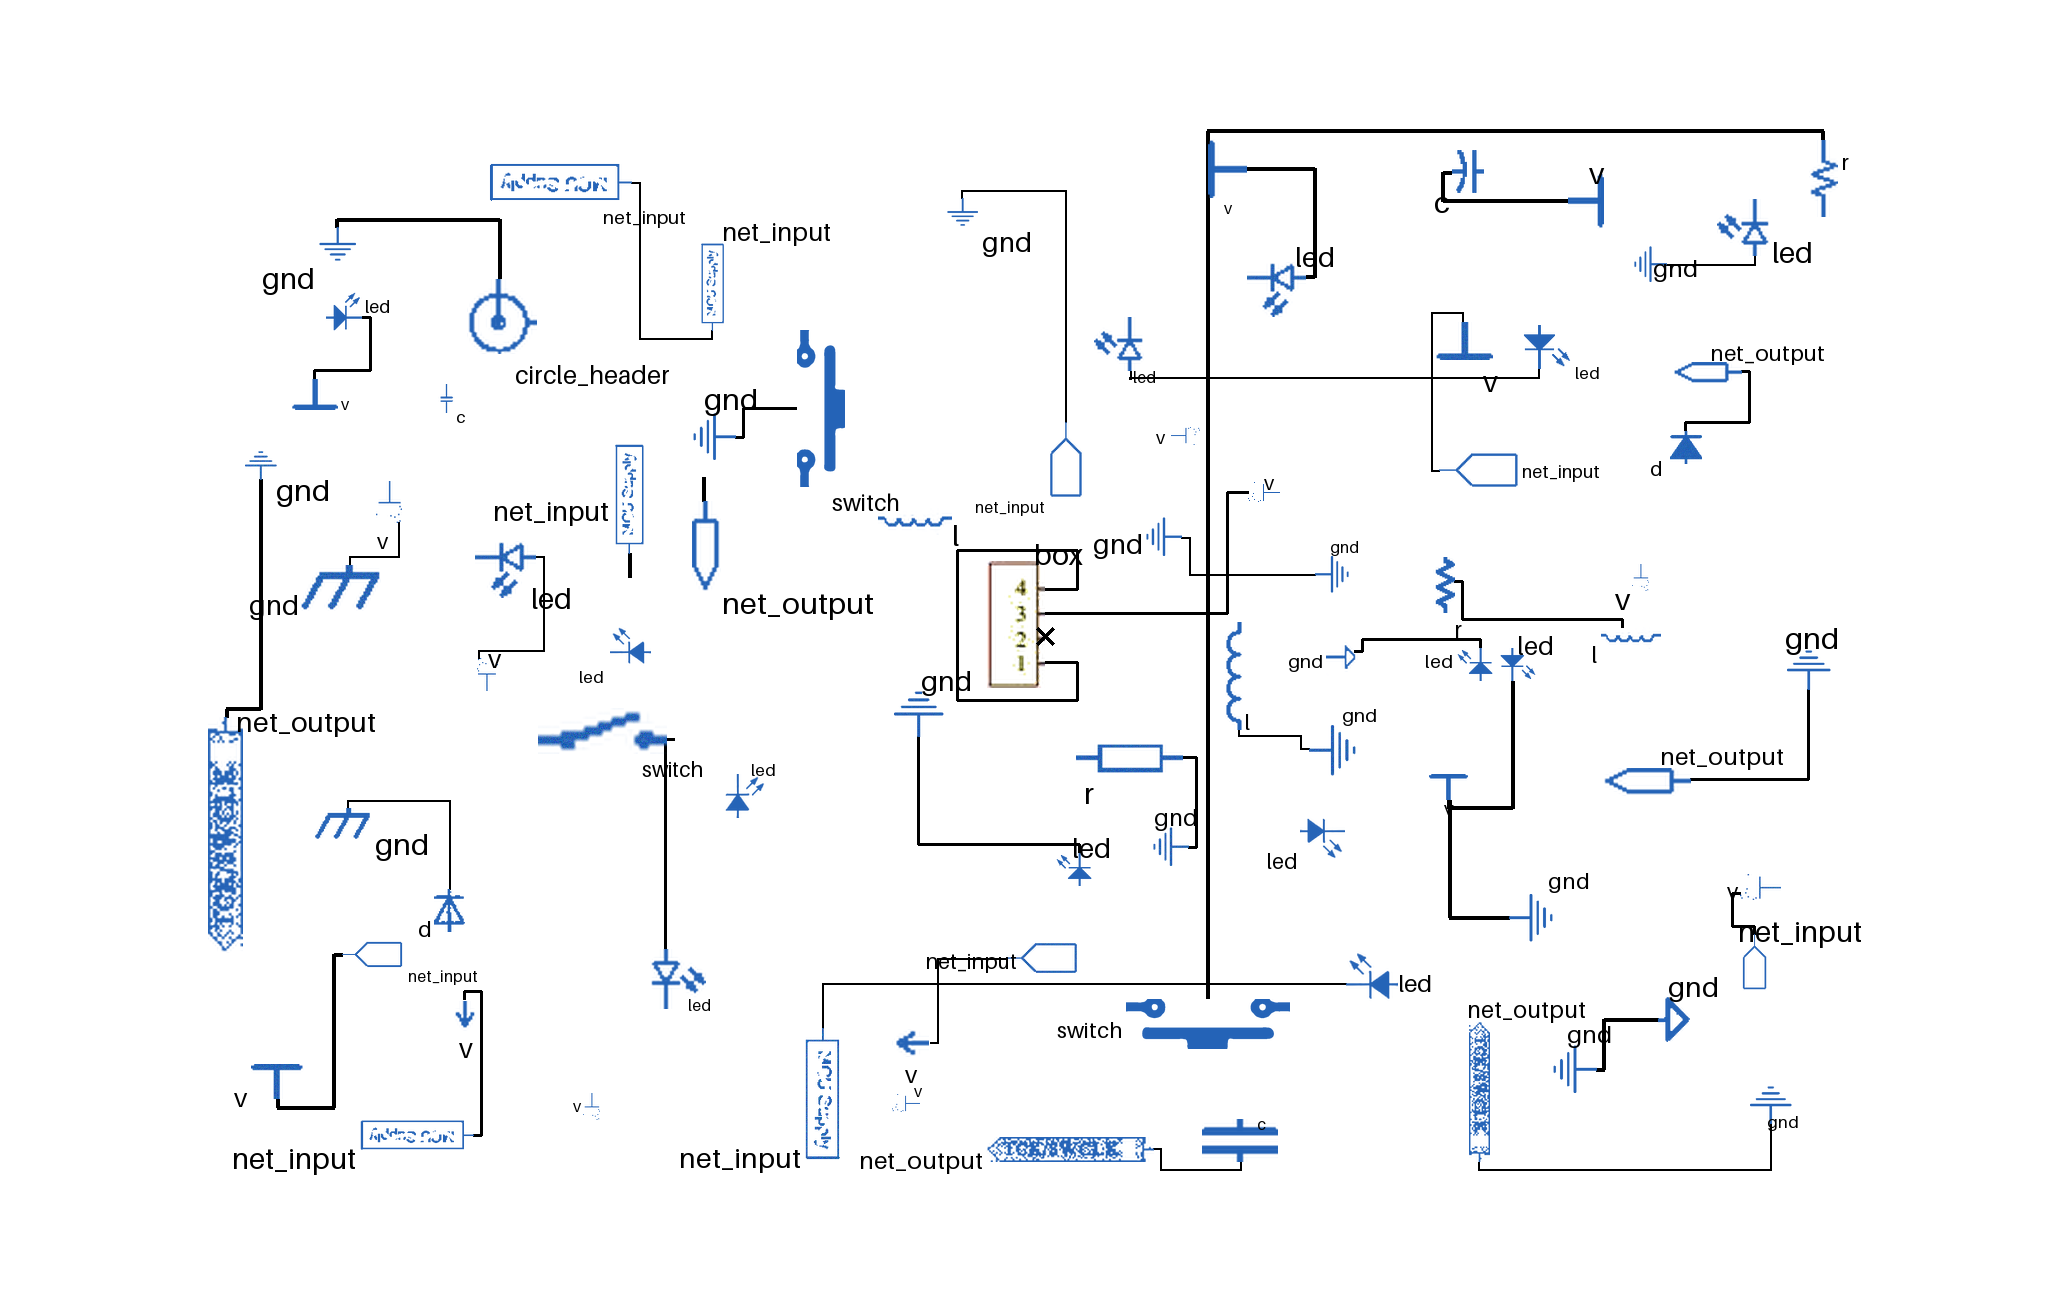 r
v
c
v
net_input
net_input
gnd
led
gnd
led
gnd
gnd
led
led
net_output
circle_header
led
led
v
v
c
gnd
v
d
net_input
gnd
v
switch
net_input
net_input
v
l
box
gnd
gnd
4
3
2
1
gnd
led
net_output
v
r
l
led
gnd
led
gnd
v
led
gnd
net_output
l
gnd
switch
net_output
led
r
v
gnd
gnd
led
led
gnd
v
d
net_input
net_input
net_input
led
led
gnd
switch
net_output
gnd
v
v
v
v
c
gnd
net_input
net_input
net_output